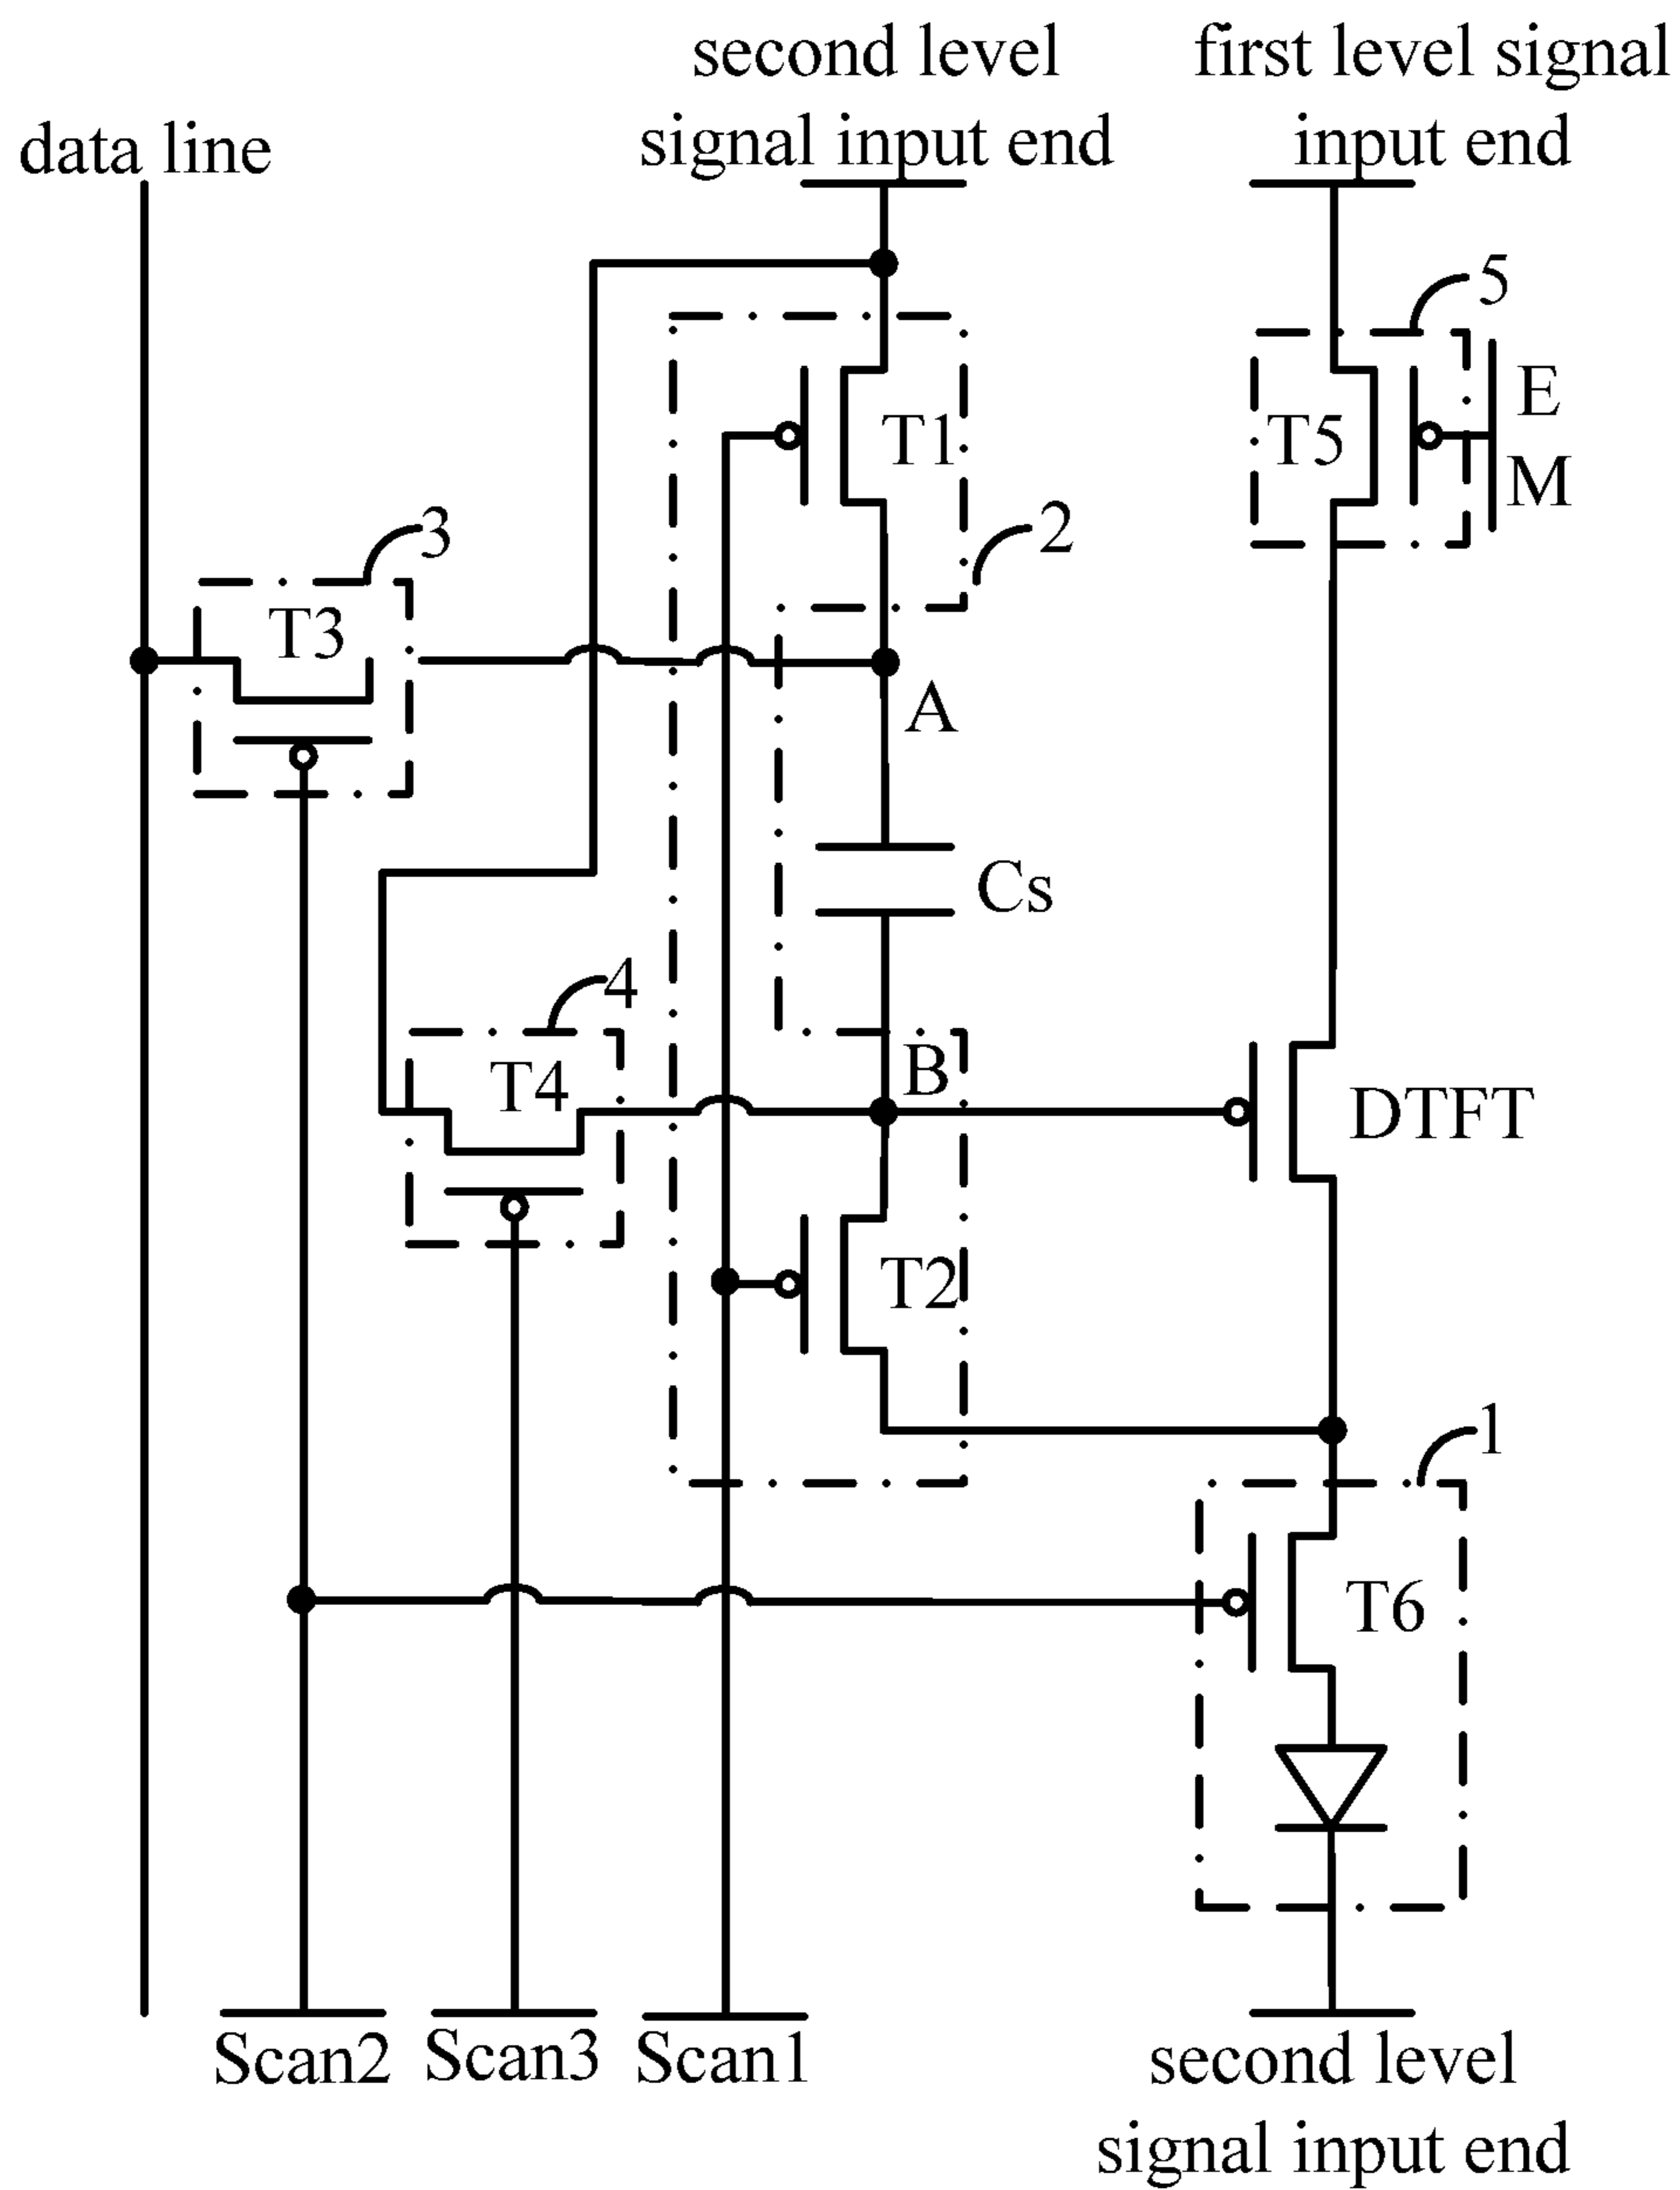 second level
signal input end
first level signal
input end
data line
5
E
M
T1
T5
3
2
T3
A
Cs
4
T4
B
DTFT
T2
1
T6
Scan2
Scan3
Scan1
second level
signal input end